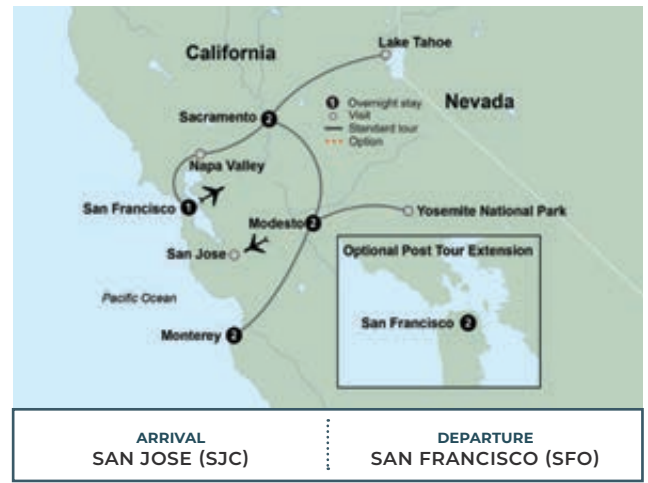 California
Lake Tahoe
Nevada
1 Overnight stay
Visit
Standard tour
Option
Sacramento 2
Napa Valley
San Francisco 1
Modesto 2
Yosemite National Park
San Jose
Optional Post Tour Extension
Pacific Ocean
San Francisco 2
Monterey 2
ARRIVAL
SAN JOSE (SJC)
DEPARTURE
SAN FRANCISCO (SFO)